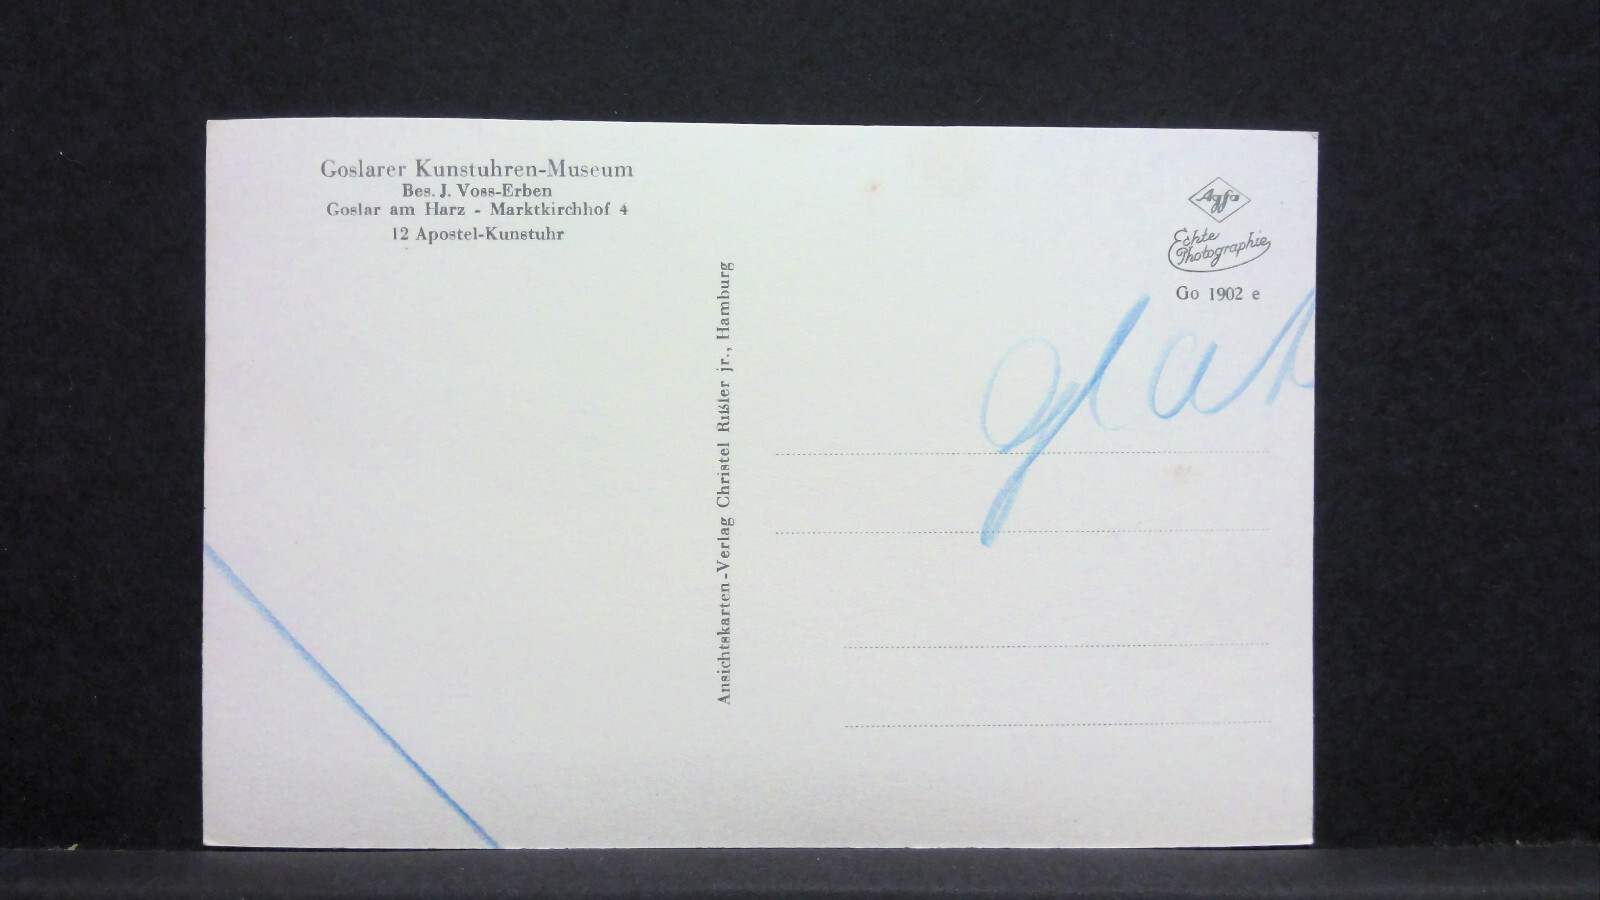 Goslarer Kunstuhren-Museum
Bes. J. Voss-Erben
Goslar am Harz - Marktkirchhof 4
12 Apostel-Kunstuhr
Ansichtskarten-Verlag Christel Rißler jr., Hamburg
Agfa
Echte
Photographie
Go 1902 e